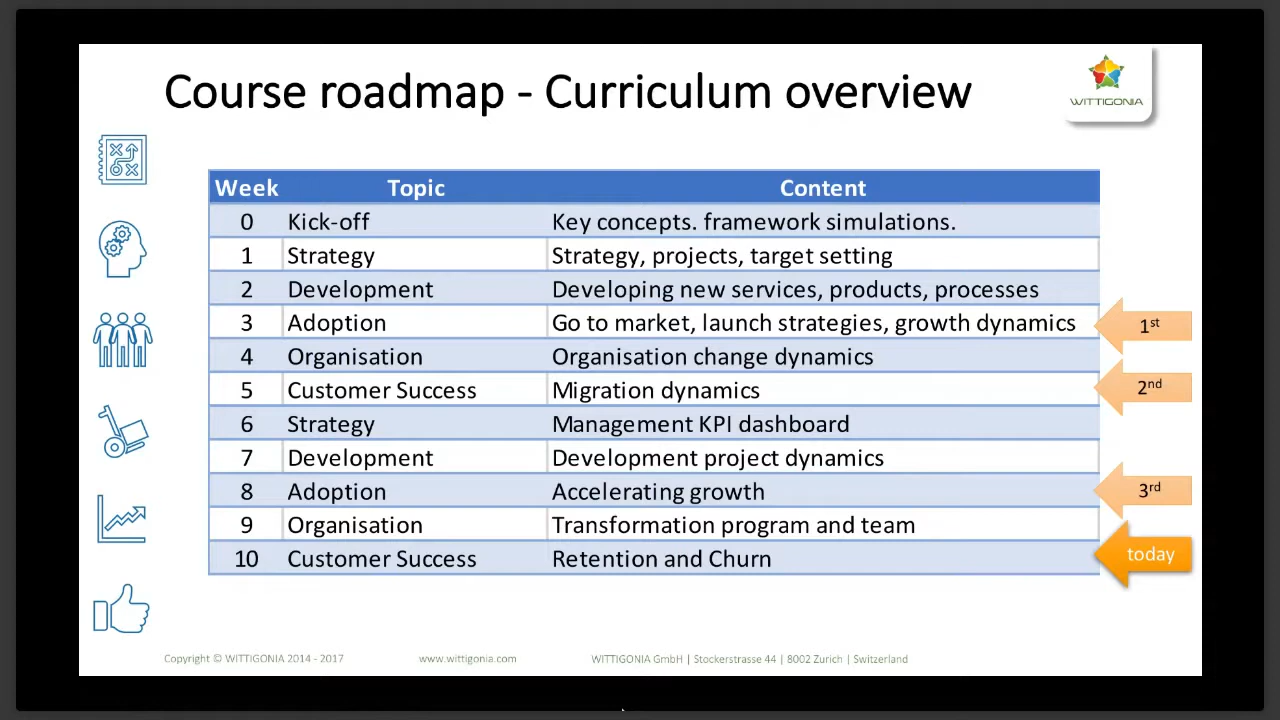 Course roadmap - Curriculum overview
WITTIGONIA
Week Topic Content
0 Kick-off Key concepts. framework simulations.
1 Strategy Strategy, projects, target setting
2 Development Developing new services, products, processes
3 Adoption Go to market, launch strategies, growth dynamics 1st
4 Organisation Organisation change dynamics
5 Customer Success Migration dynamics 2nd
6 Strategy Management KPI dashboard
7 Development Development project dynamics
8 Adoption Accelerating growth 3rd
9 Organisation Transformation program and team
10 Customer Success Retention and Churn today
Copyright © WITTIGONIA 2014 - 2017 www.wittigonia.com WITTIGONIA GmbH | Stockerstrasse 44 | 8002 Zurich | Switzerland